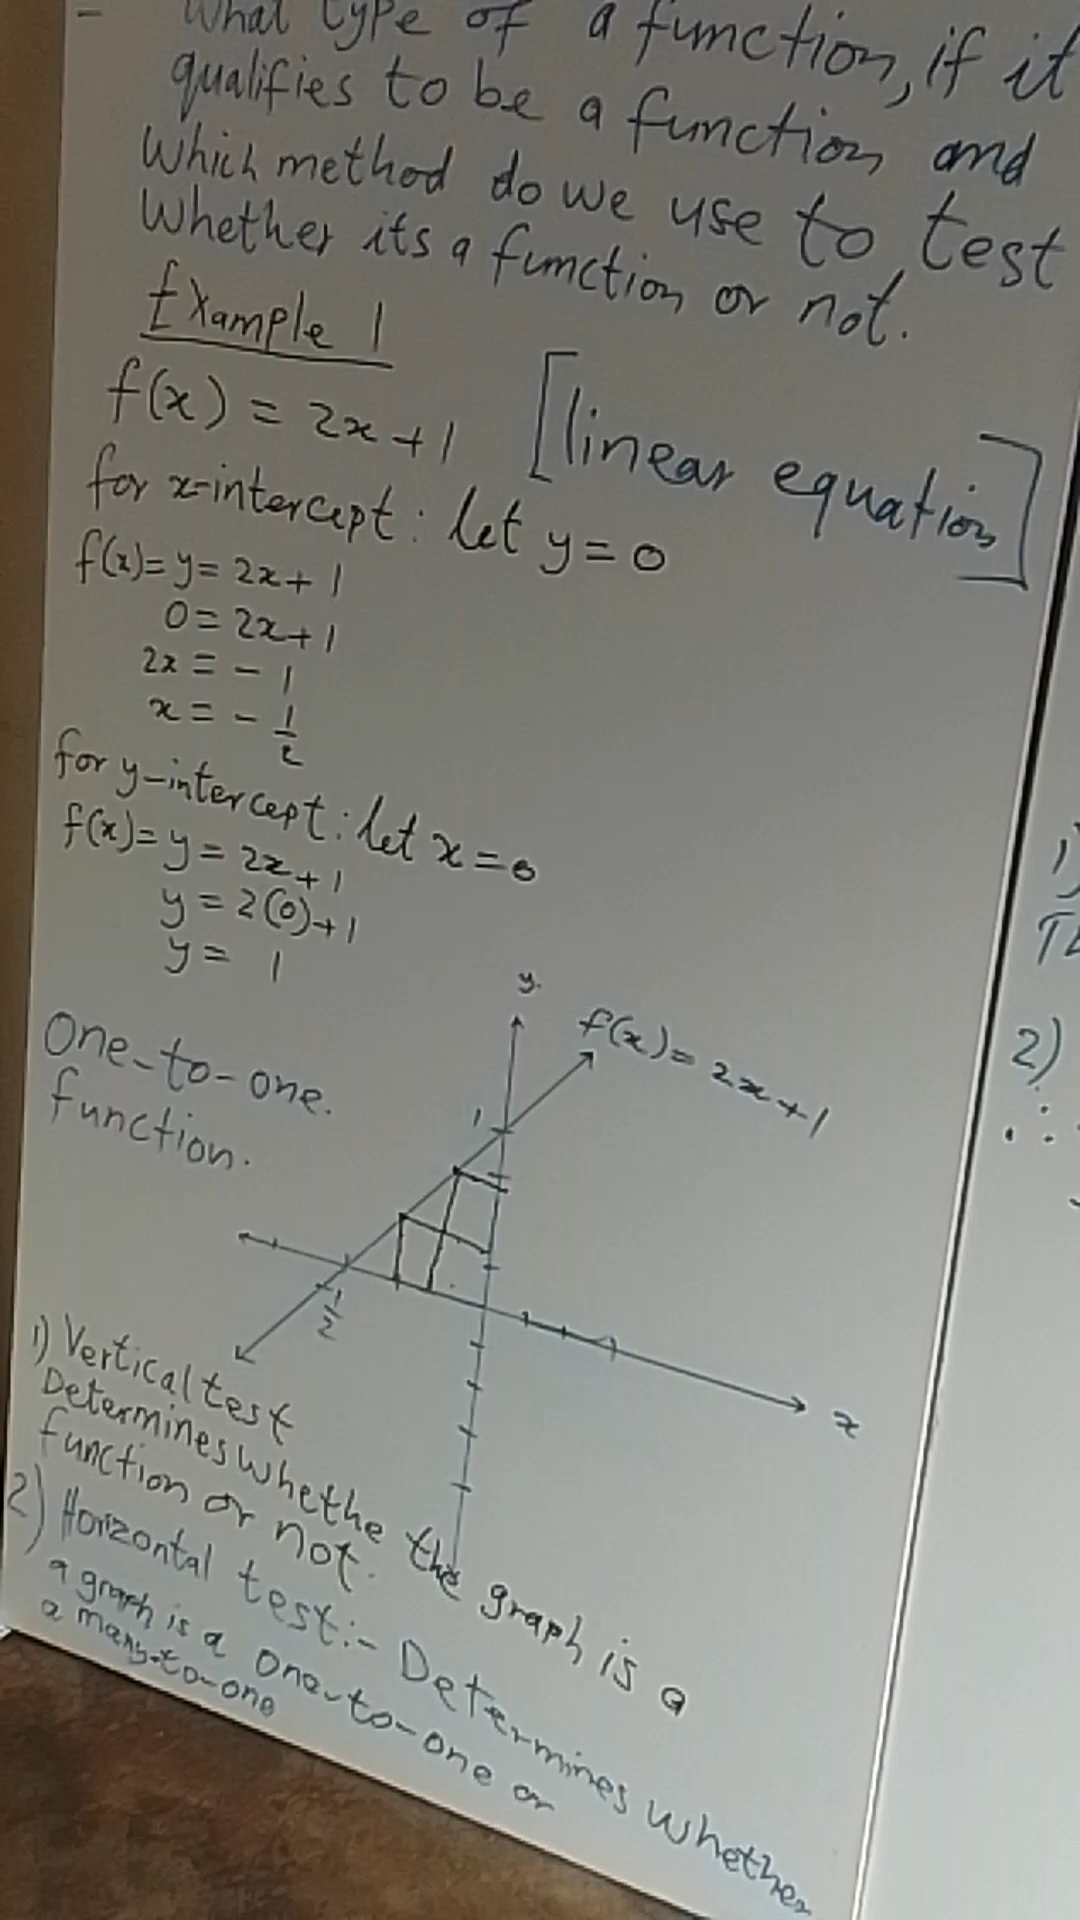 - What type of a function, if it
qualifies to be a function and
Which method do we use to test
Whether its a function or not.
Example 1
f(x) = 2x+1 [linear equation]
for x-intercept: let y=0
f(x)= y= 2x+1
0= 2x+1
2x = -1
x = -1/2
for y-intercept: let x=0
f(x)= y= 2x+1
y = 2(0)+1
y = 1
One-to-one.
function.
y
f(x)= 2x+1
1
-1/2
x
1) Vertical test
Determines whethe the graph is a
function or not.
2) Horizontal test:- Determines whether
a graph is a one-to-one or
a many-to-one
1)
2)
∴